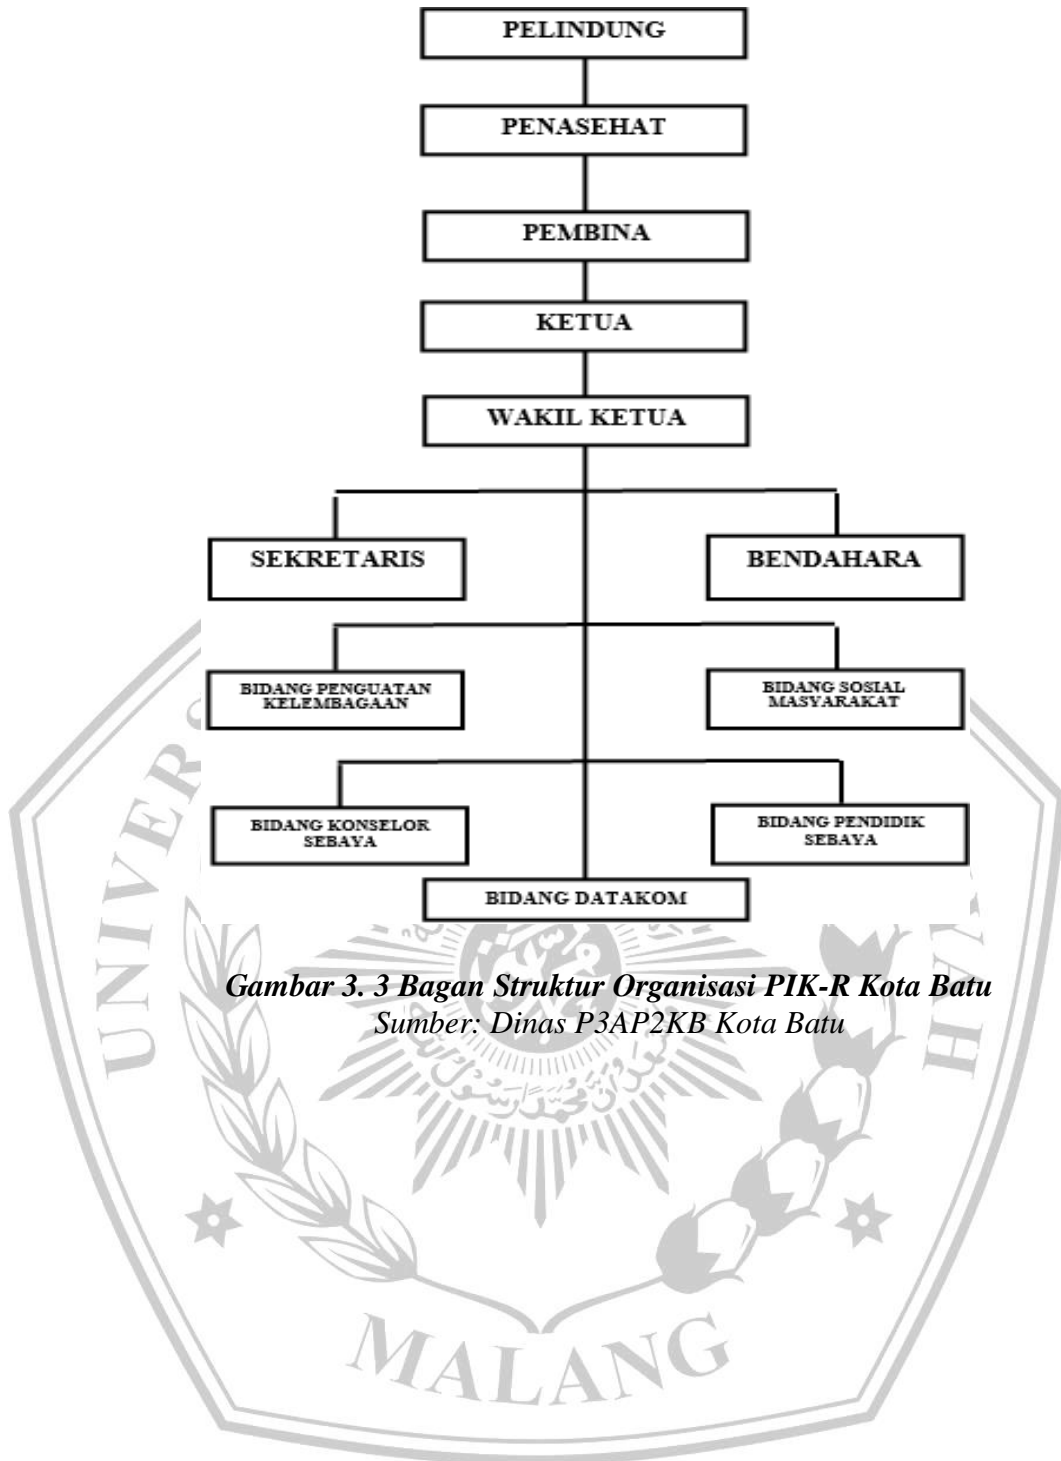 PELINDUNG
PENASEHAT
PEMBINA
KETUA
WAKIL KETUA
SEKRETARIS
BENDAHARA
BIDANG PENGUATAN
KELEMBAGAAN
BIDANG SOSIAL
MASYARAKAT
BIDANG KONSELOR
SEBAYA
BIDANG PENDIDIK
SEBAYA
BIDANG DATAKOM
Gambar 3. 3 Bagan Struktur Organisasi PIK-R Kota Batu
Sumber: Dinas P3AP2KB Kota Batu
MALANG